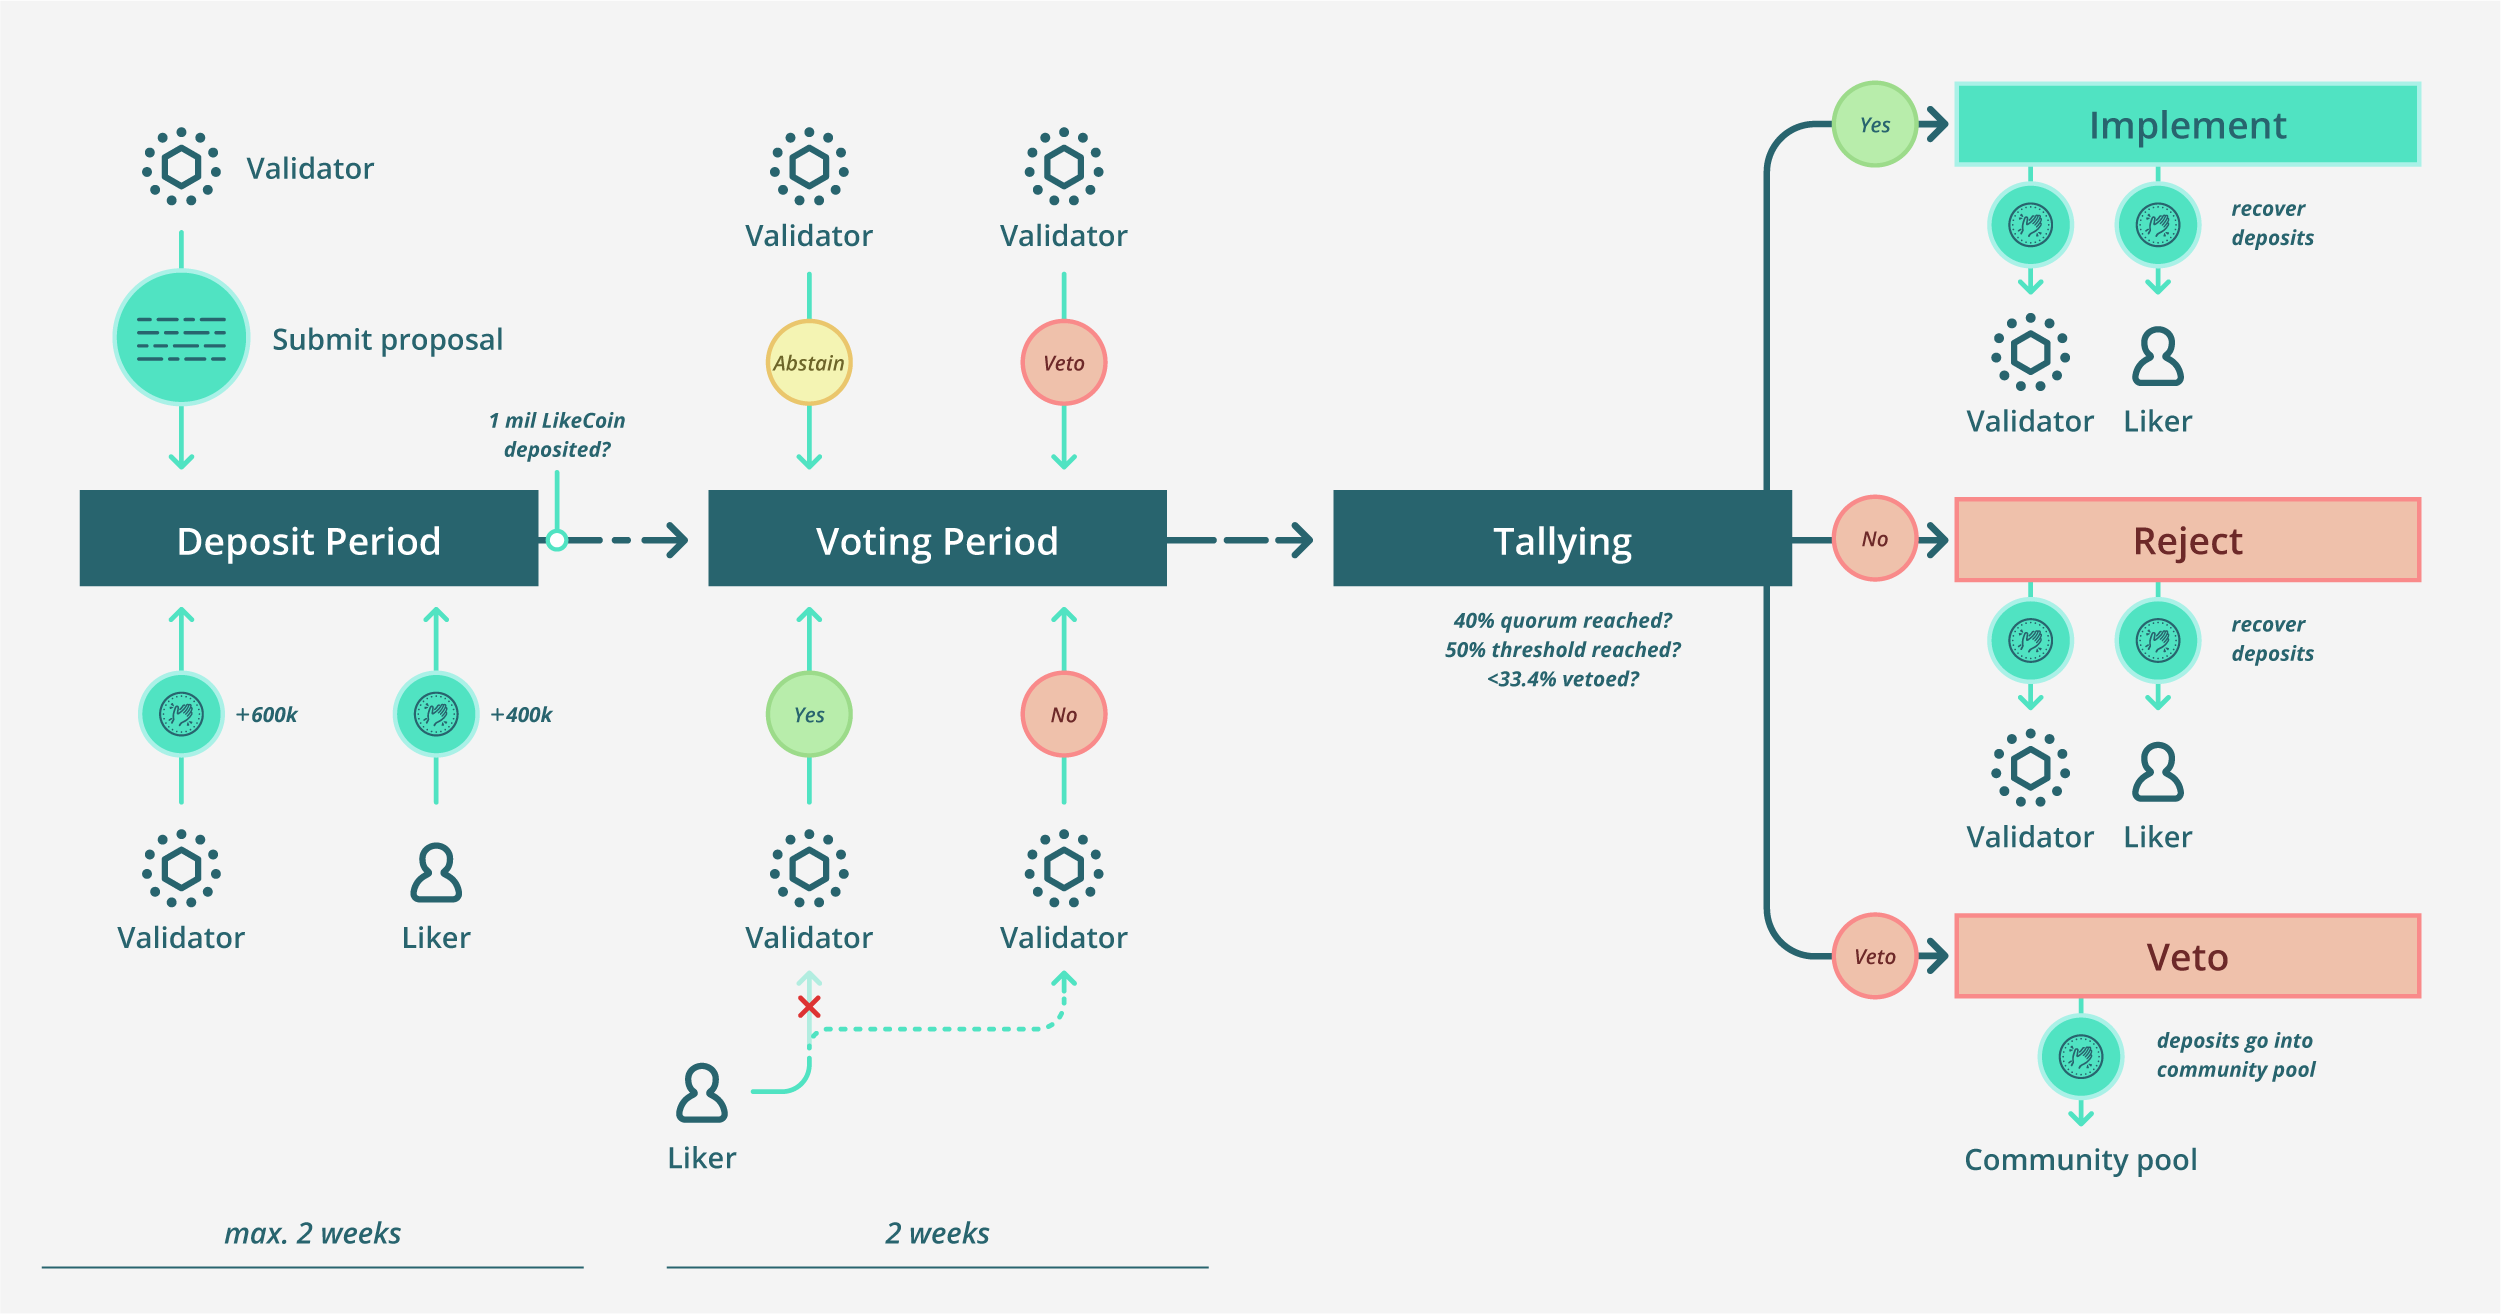 Validator
Submit proposal
1 mil LikeCoin
deposited?
Deposit Period
+600k
+400k
Validator
Liker
max. 2 weeks
Validator
Validator
Abstain
Veto
Voting Period
Yes
No
Validator
Validator
Liker
2 weeks
Tallying
40% quorum reached?
50% threshold reached?
<33.4% vetoed?
Yes
Implement
recover
deposits
Validator
Liker
No
Reject
recover
deposits
Validator
Liker
Veto
Veto
deposits go into
community pool
Community pool